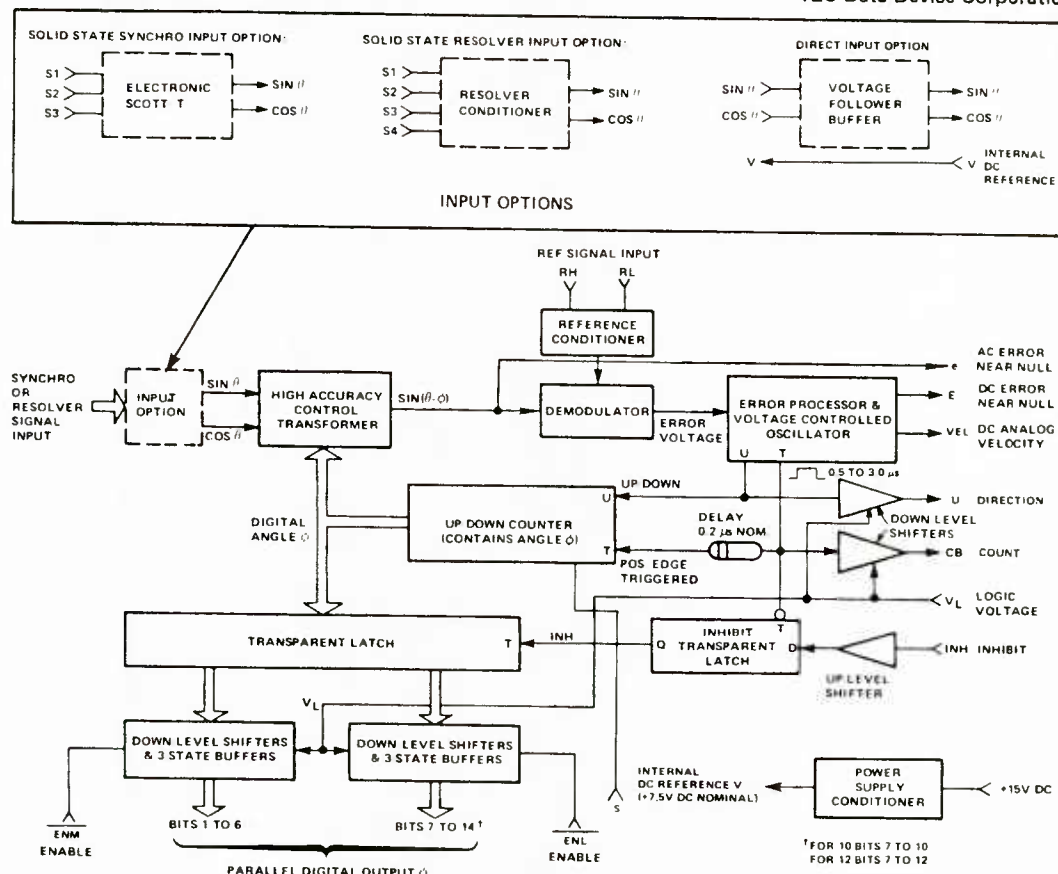 SOLID STATE SYNCHRO INPUT OPTION:
S1
S2
S3
ELECTRONIC
SCOTT T
SIN θ
COS θ
SOLID STATE RESOLVER INPUT OPTION:
S1
S2
S3
S4
RESOLVER
CONDITIONER
SIN θ
COS θ
DIRECT INPUT OPTION
SIN θ
COS θ
VOLTAGE
FOLLOWER
BUFFER
SIN θ
COS θ
V
V
INTERNAL
DC
REFERENCE
INPUT OPTIONS
REF SIGNAL INPUT
RH
RL
REFERENCE
CONDITIONER
SYNCHRO
OR
RESOLVER
SIGNAL
INPUT
INPUT
OPTION
SIN θ
COS θ
HIGH ACCURACY
CONTROL
TRANSFORMER
SIN(θ-φ)
DEMODULATOR
ERROR
VOLTAGE
ERROR PROCESSOR &
VOLTAGE CONTROLLED
OSCILLATOR
U
T
e
AC ERROR
NEAR NULL
E
DC ERROR
NEAR NULL
VEL
DC ANALOG
VELOCITY
0.5 TO 3.0 μs
DIGITAL
ANGLE φ
UP DOWN COUNTER
(CONTAINS ANGLE φ)
U
T
UP DOWN
DELAY
0.2 μs NOM.
POS EDGE
TRIGGERED
U
DIRECTION
DOWN LEVEL
SHIFTERS
CB
COUNT
VL
LOGIC
VOLTAGE
TRANSPARENT LATCH
T
INH
Q
INHIBIT
TRANSPARENT
LATCH
T
D
INH INHIBIT
UP LEVEL
SHIFTER
VL
DOWN LEVEL SHIFTERS
& 3 STATE BUFFERS
DOWN LEVEL SHIFTERS
& 3 STATE BUFFERS
S
INTERNAL
DC REFERENCE V
(+7.5V DC NOMINAL)
POWER
SUPPLY
CONDITIONER
+15V DC
ENM
ENABLE
BITS 1 TO 6
BITS 7 TO 14†
ENL
ENABLE
†FOR 10 BITS 7 TO 10
FOR 12 BITS 7 TO 12
PARALLEL DIGITAL OUTPUT φ